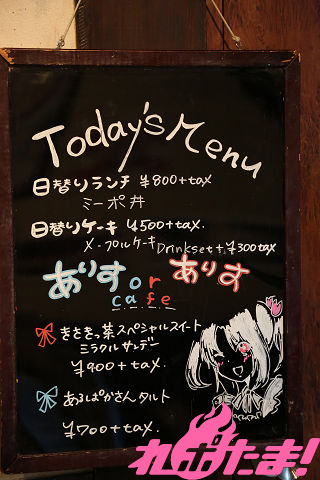 Today's Menu
日替りランチ ¥800+tax
ミーポ丼
日替りケーキ ¥500+tax.
メープルケーキ Drinkset+¥300tax
ありす or ありす
cafe
きさきっ茶スペシャルスイート
ミラクルサンデー
¥900+tax.
あるぱかさんタルト
¥700+tax.
れポたま!